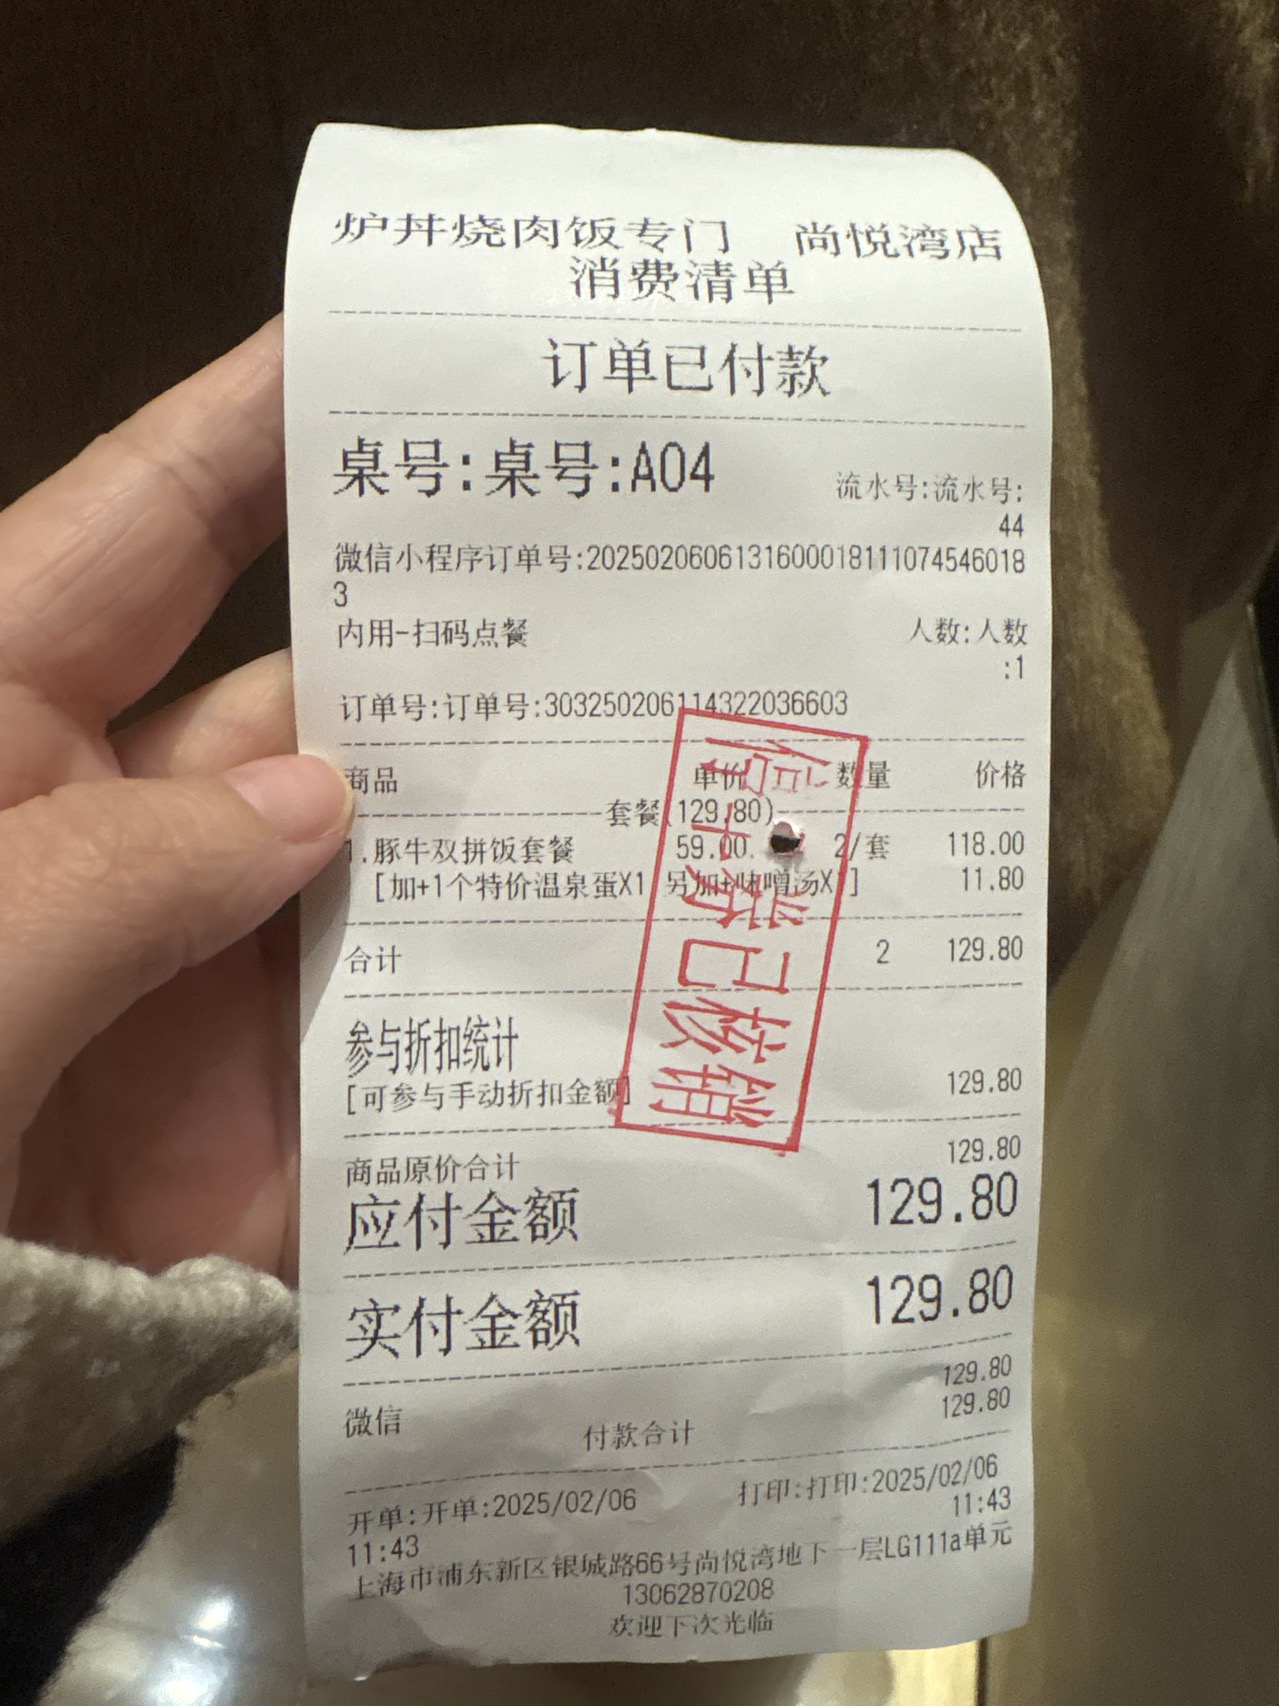 炉丼烧肉饭专门 尚悦湾店
消费清单
订单已付款
桌号:桌号:A04
流水号:流水号:
44
微信小程序订单号:2025020606131600018111074546018
3
内用-扫码点餐
人数:人数
:1
订单号:订单号:303250206114322036603
商品 单价 数量 价格
套餐(129.80)
1.豚牛双拼饭套餐 59.00 2/套 118.00
[加+1个特价温泉蛋X1 另加+味噌汤X ] 11.80
合计 2 129.80
参与折扣统计
[可参与手动折扣金额] 129.80
商品原价合计 129.80
应付金额 129.80
实付金额 129.80
微信 129.80
付款合计 129.80
开单:开单:2025/02/06
11:43
打印:打印:2025/02/06
11:43
上海市浦东新区银城路66号尚悦湾地下一层LG111a单元
13062870208
欢迎下次光临
已核销